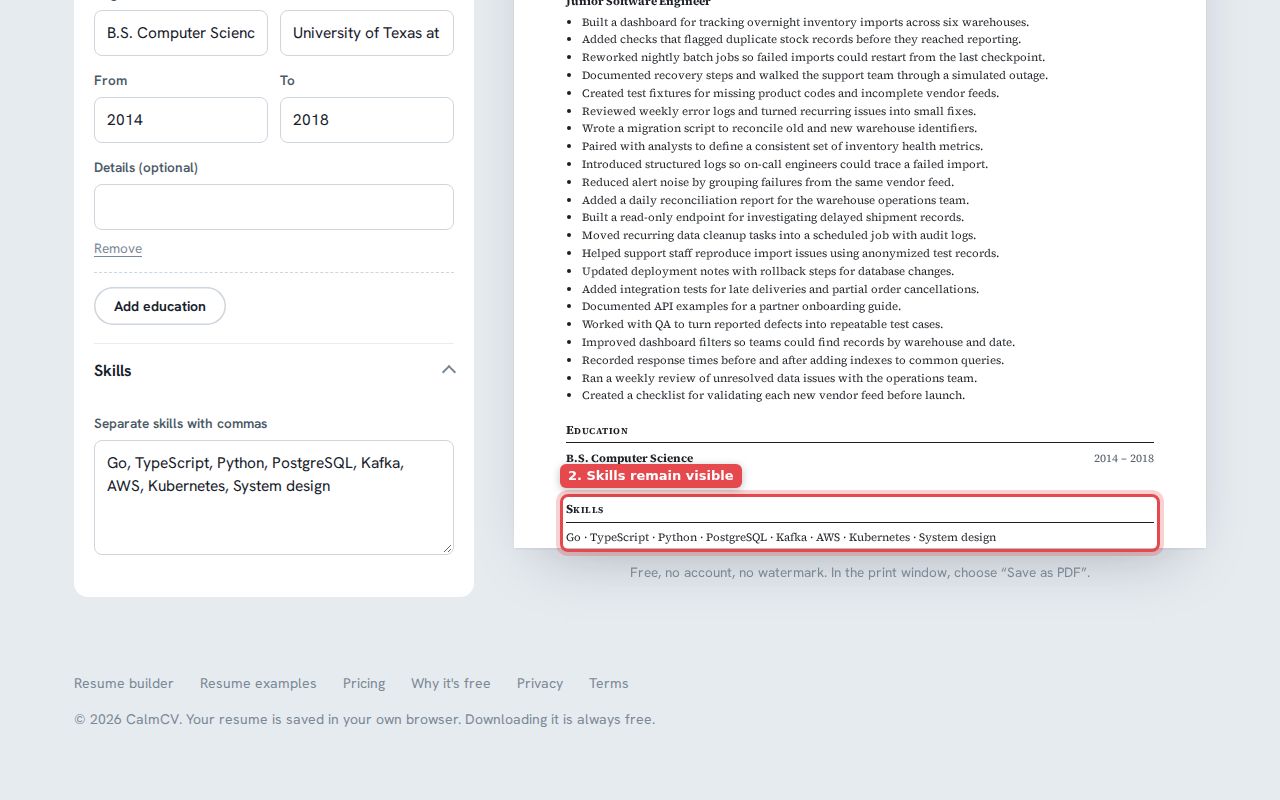 B.S. Computer Scienc
University of Texas at
From
To
2014
2018
Details (optional)
Remove
Add education
Skills
Separate skills with commas
Go, TypeScript, Python, PostgreSQL, Kafka,
AWS, Kubernetes, System design
Junior Software Engineer
• Built a dashboard for tracking overnight inventory imports across six warehouses.
• Added checks that flagged duplicate stock records before they reached reporting.
• Reworked nightly batch jobs so failed imports could restart from the last checkpoint.
• Documented recovery steps and walked the support team through a simulated outage.
• Created test fixtures for missing product codes and incomplete vendor feeds.
• Reviewed weekly error logs and turned recurring issues into small fixes.
• Wrote a migration script to reconcile old and new warehouse identifiers.
• Paired with analysts to define a consistent set of inventory health metrics.
• Introduced structured logs so on-call engineers could trace a failed import.
• Reduced alert noise by grouping failures from the same vendor feed.
• Added a daily reconciliation report for the warehouse operations team.
• Built a read-only endpoint for investigating delayed shipment records.
• Moved recurring data cleanup tasks into a scheduled job with audit logs.
• Helped support staff reproduce import issues using anonymized test records.
• Updated deployment notes with rollback steps for database changes.
• Added integration tests for late deliveries and partial order cancellations.
• Documented API examples for a partner onboarding guide.
• Worked with QA to turn reported defects into repeatable test cases.
• Improved dashboard filters so teams could find records by warehouse and date.
• Recorded response times before and after adding indexes to common queries.
• Ran a weekly review of unresolved data issues with the operations team.
• Created a checklist for validating each new vendor feed before launch.
Education
B.S. Computer Science 2014 – 2018
2. Skills remain visible
Skills
Go · TypeScript · Python · PostgreSQL · Kafka · AWS · Kubernetes · System design
Free, no account, no watermark. In the print window, choose “Save as PDF”.
Resume builder Resume examples Pricing Why it's free Privacy Terms
© 2026 CalmCV. Your resume is saved in your own browser. Downloading it is always free.